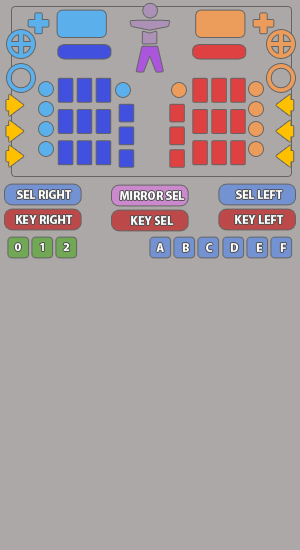 SEL RIGHT MIRROR SEL SEL LEFT
KEY RIGHT KEY SEL KEY LEFT
0 1 2 A B C D E F